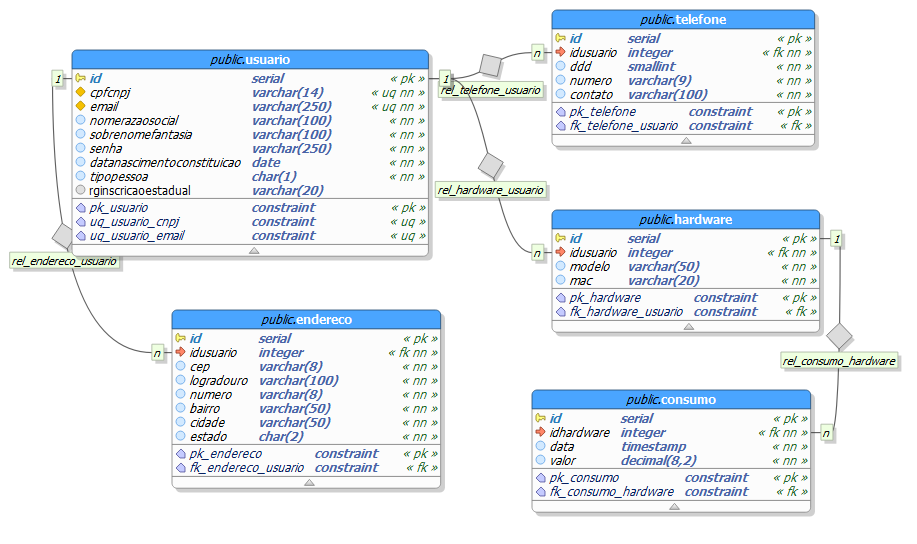 public.usuario
id serial « pk »
cpfcnpj varchar(14) « uq nn »
email varchar(250) « uq nn »
nomerazaosocial varchar(100) « nn »
sobrenomefantasia varchar(100) « nn »
senha varchar(250) « nn »
datanascimentoconstituicao date « nn »
tipopessoa char(1) « nn »
rginscricaoestadual varchar(20)
pk_usuario constraint « pk »
uq_usuario_cnpj constraint « uq »
uq_usuario_email constraint « uq »
1
1
rel_endereco_usuario
n
rel_telefone_usuario
n
rel_hardware_usuario
n
public.telefone
id serial « pk »
idusuario integer « fk nn »
ddd smallint « nn »
numero varchar(9) « nn »
contato varchar(100) « nn »
pk_telefone constraint « pk »
fk_telefone_usuario constraint « fk »
public.hardware
id serial « pk »
idusuario integer « fk nn »
modelo varchar(50) « nn »
mac varchar(20) « nn »
pk_hardware constraint « pk »
fk_hardware_usuario constraint « fk »
1
rel_consumo_hardware
n
public.endereco
id serial « pk »
idusuario integer « fk nn »
cep varchar(8) « nn »
logradouro varchar(100) « nn »
numero varchar(8) « nn »
bairro varchar(50) « nn »
cidade varchar(50) « nn »
estado char(2) « nn »
pk_endereco constraint « pk »
fk_endereco_usuario constraint « fk »
public.consumo
id serial « pk »
idhardware integer « fk nn »
data timestamp « nn »
valor decimal(8,2) « nn »
pk_consumo constraint « pk »
fk_consumo_hardware constraint « fk »